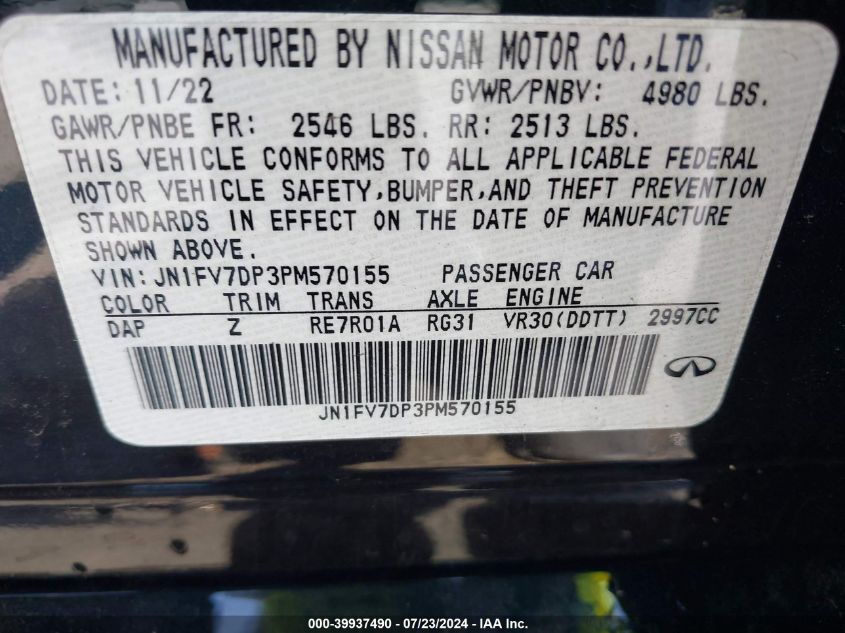 MANUFACTURED BY NISSAN MOTOR CO.,LTD.
DATE: 11/22 GVWR/PNBV: 4980 LBS.
GAWR/PNBE FR: 2546 LBS. RR: 2513 LBS.
THIS VEHICLE CONFORMS TO ALL APPLICABLE FEDERAL
MOTOR VEHICLE SAFETY,BUMPER,AND THEFT PREVENTION
STANDARDS IN EFFECT ON THE DATE OF MANUFACTURE
SHOWN ABOVE.
VIN:JN1FV7DP3PM570155 PASSENGER CAR
COLOR TRIM TRANS AXLE ENGINE
DAP Z RE7R01A RG31 VR30(DDTT) 2997CC
JN1FV7DP3PM570155
000-39937490 - 07/23/2024 - IAA Inc.